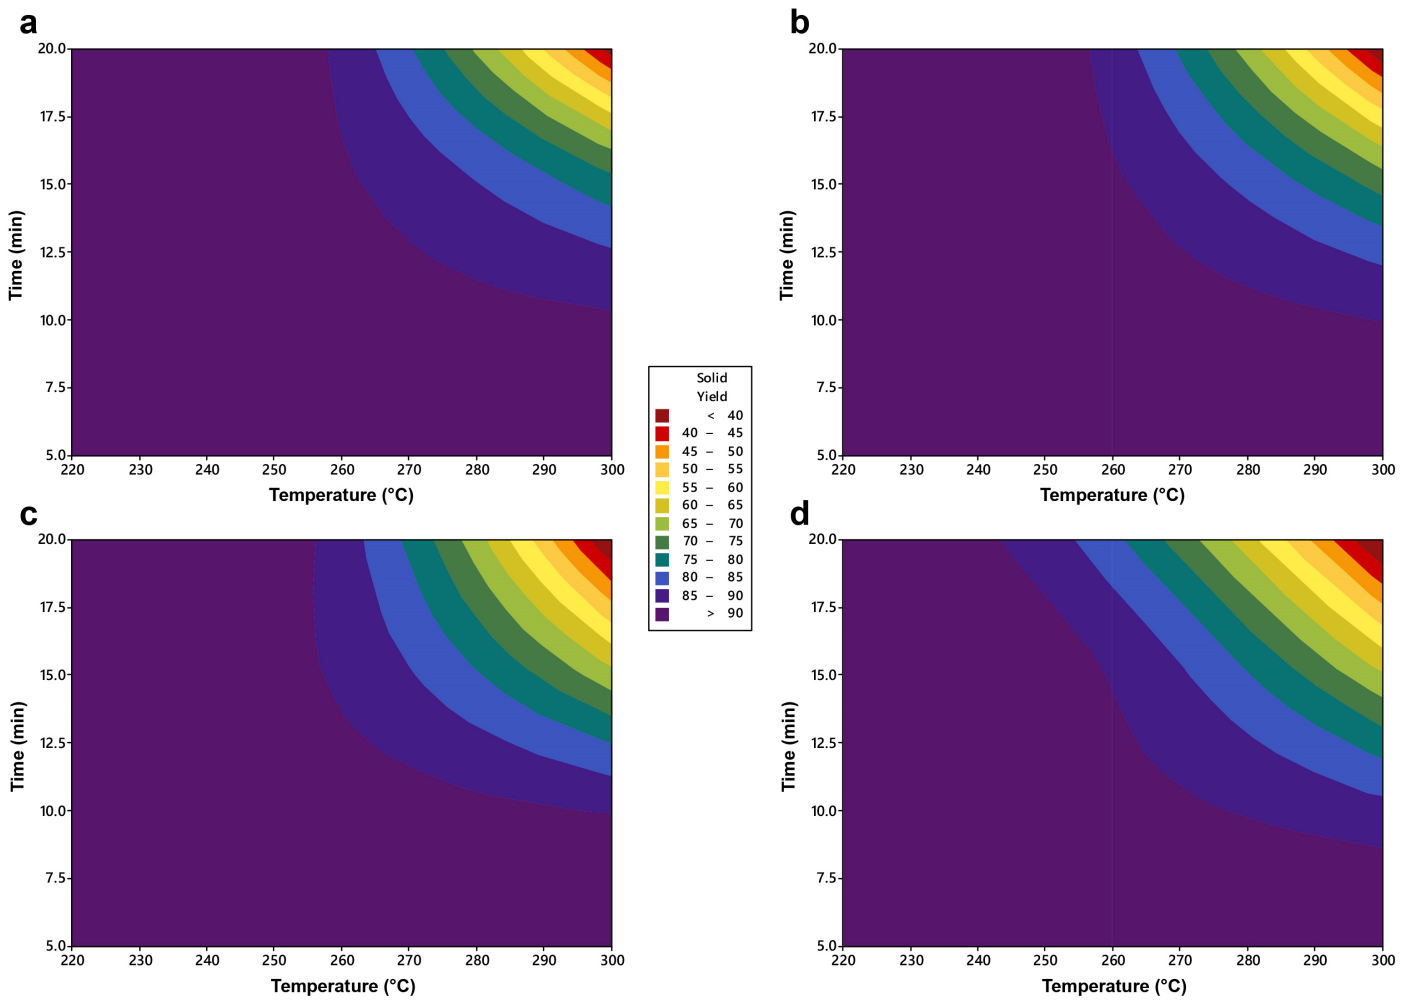 a
20.0
17.5
15.0
12.5
10.0
7.5
5.0
Time (min)
220 230 240 250 260 270 280 290 300
Temperature (°C)
b
20.0
17.5
15.0
12.5
10.0
7.5
5.0
Time (min)
220 230 240 250 260 270 280 290 300
Temperature (°C)
Solid
Yield
< 40
40 – 45
45 – 50
50 – 55
55 – 60
60 – 65
65 – 70
70 – 75
75 – 80
80 – 85
85 – 90
> 90
c
20.0
17.5
15.0
12.5
10.0
7.5
5.0
Time (min)
220 230 240 250 260 270 280 290 300
Temperature (°C)
d
20.0
17.5
15.0
12.5
10.0
7.5
5.0
Time (min)
220 230 240 250 260 270 280 290 300
Temperature (°C)